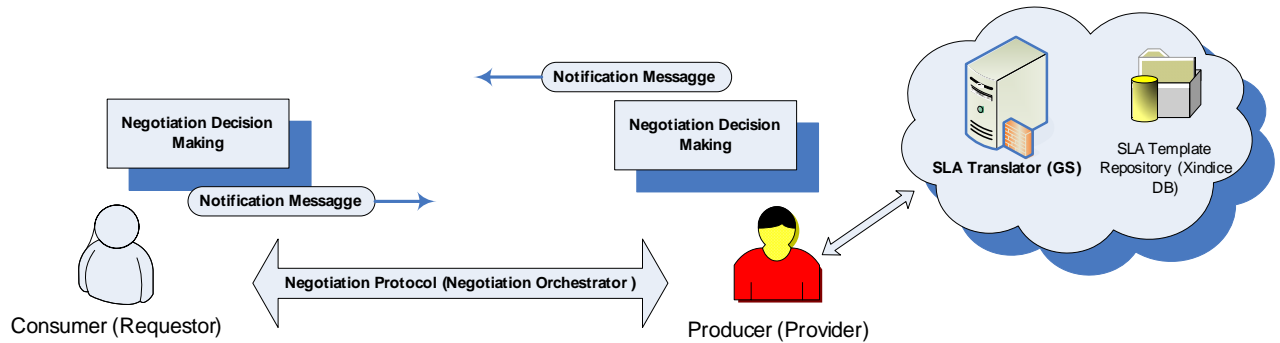 Notification Messagge
Negotiation Decision
Making
Negotiation Decision
Making
Notification Messagge
SLA Translator (GS)
SLA Template
Repository (Xindice
DB)
Negotiation Protocol (Negotiation Orchestrator )
Consumer (Requestor)
Producer (Provider)